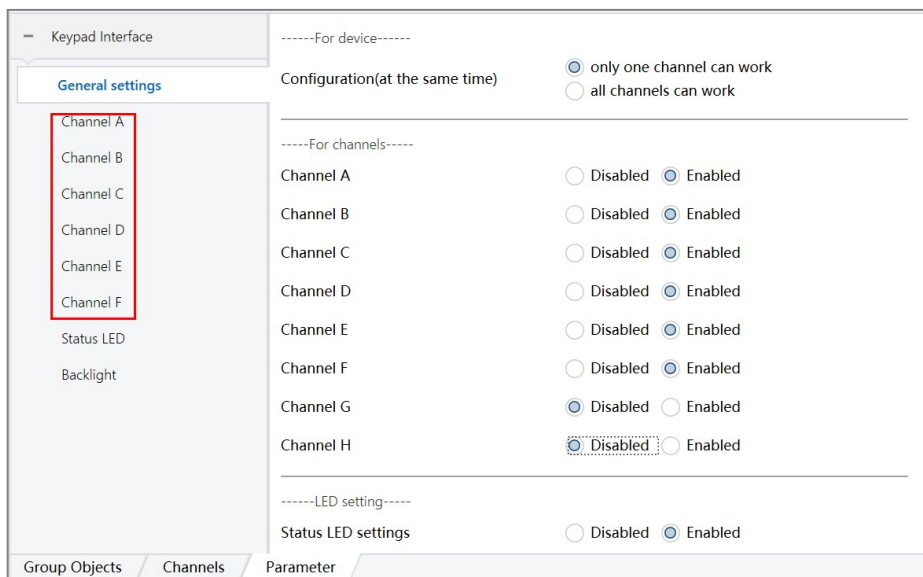 Keypad Interface
General settings
Channel A
Channel B
Channel C
Channel D
Channel E
Channel F
Status LED
Backlight
------For device------
Configuration(at the same time)
only one channel can work
all channels can work
-----For channels-----
Channel A Disabled Enabled
Channel B Disabled Enabled
Channel C Disabled Enabled
Channel D Disabled Enabled
Channel E Disabled Enabled
Channel F Disabled Enabled
Channel G Disabled Enabled
Channel H Disabled Enabled
------LED setting-----
Status LED settings Disabled Enabled
Group Objects Channels Parameter